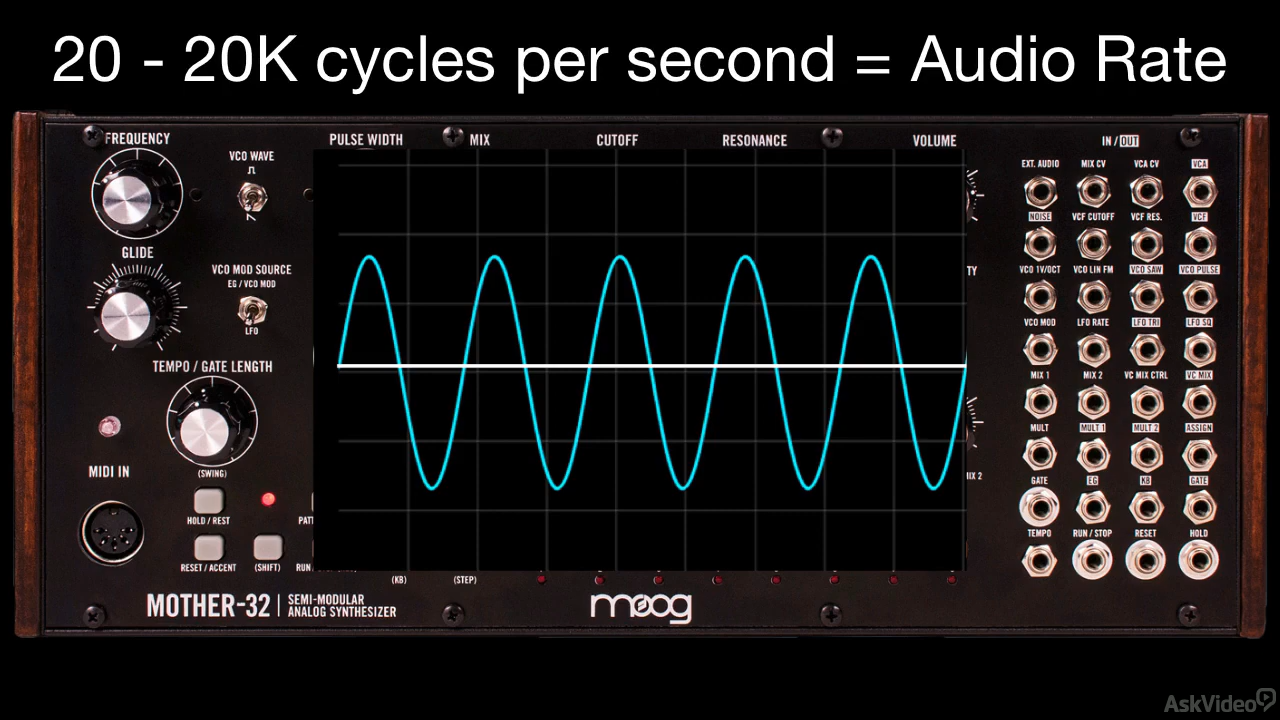 20 - 20K cycles per second = Audio Rate
FREQUENCY
PULSE WIDTH
MIX
CUTOFF
RESONANCE
VOLUME
IN / OUT
VCO WAVE
EXT. AUDIO MIX CV VCA CV VCA
NOISE VCF CUTOFF VCF RES. VCF
GLIDE
VCO MOD SOURCE
EG / VCO MOD
LFO
VCO 1V/OCT VCO LIN FM VCO SAW VCO PULSE
VCO MOD LFO RATE LFO TRI LFO SQ
TEMPO / GATE LENGTH
MIX 1 MIX 2 VC MIX CTRL VC MIX
MULT MULT 1 MULT 2 ASSIGN
MIDI IN
(SWING)
GATE EG KB GATE
HOLD / REST
TEMPO RUN / STOP RESET HOLD
RESET / ACCENT
(SHIFT)
(KB)
(STEP)
MOTHER-32
SEMI-MODULAR
ANALOG SYNTHESIZER
moog
AskVideo